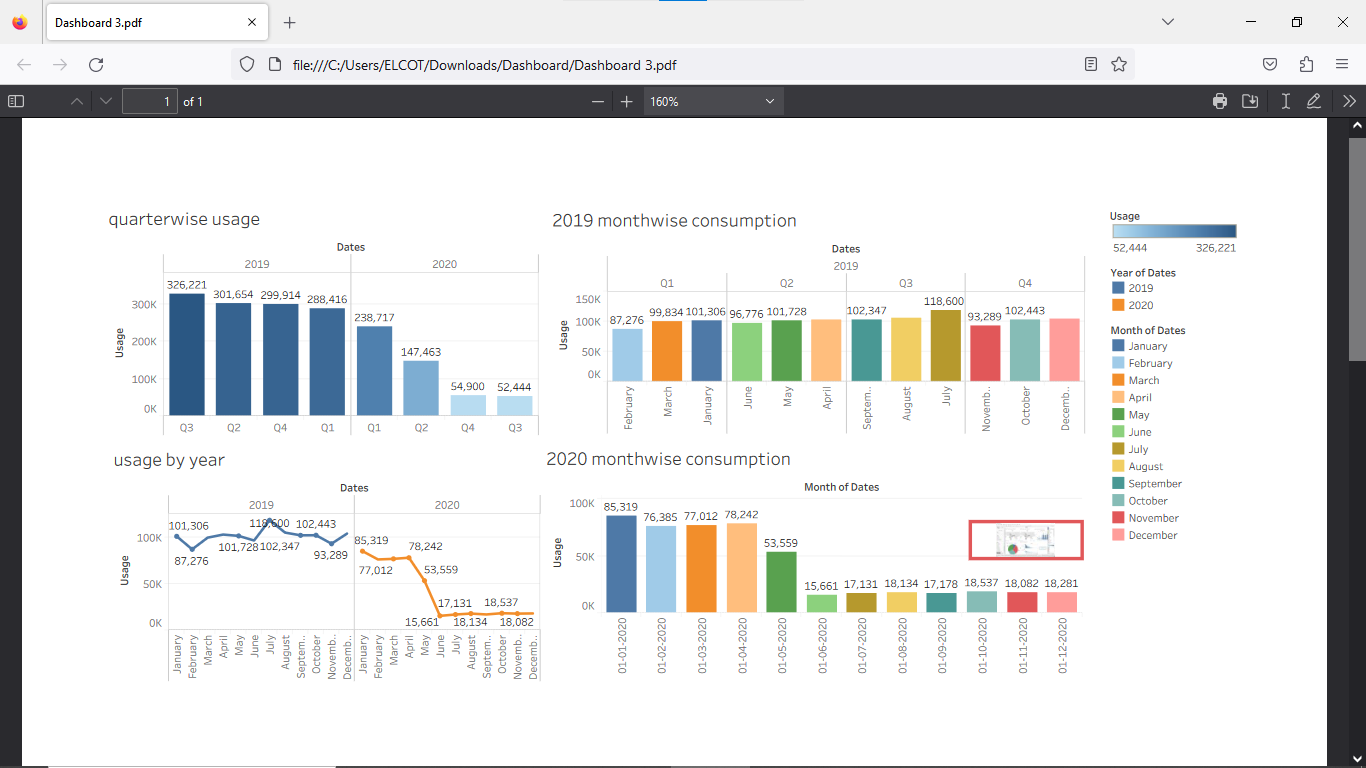 Dashboard 3.pdf
file:///C:/Users/ELCOT/Downloads/Dashboard/Dashboard 3.pdf
1 of 1
160%
quarterwise usage
Dates
2019 2020
326,221 301,654 299,914 288,416 238,717 147,463 54,900 52,444
300K
200K
100K
0K
Usage
Q3 Q2 Q4 Q1 Q1 Q2 Q4 Q3
2019 monthwise consumption
Dates
2019
Q1 Q2 Q3 Q4
150K
100K
50K
0K
Usage
87,276 99,834 101,306 96,776 101,728 102,347 118,600 93,289 102,443
February March January June May April Septem.. August July Novemb.. October Decemb..
Usage
52,444 326,221
Year of Dates
2019
2020
Month of Dates
January
February
March
April
May
June
July
August
September
October
November
December
usage by year
Dates
2019 2020
100K
50K
0K
Usage
101,306 118,600 102,443
87,276 101,728 102,347 93,289
85,319 78,242
77,012 53,559
17,131 18,537
15,661 18,134 18,082
January February March April May June July August Septem.. October Novemb.. Decemb.. January February March April May June July August Septem.. October Novemb.. Decemb..
2020 monthwise consumption
Month of Dates
100K
50K
0K
Usage
85,319 76,385 77,012 78,242 53,559 15,661 17,131 18,134 17,178 18,537 18,082 18,281
01-01-2020 01-02-2020 01-03-2020 01-04-2020 01-05-2020 01-06-2020 01-07-2020 01-08-2020 01-09-2020 01-10-2020 01-11-2020 01-12-2020